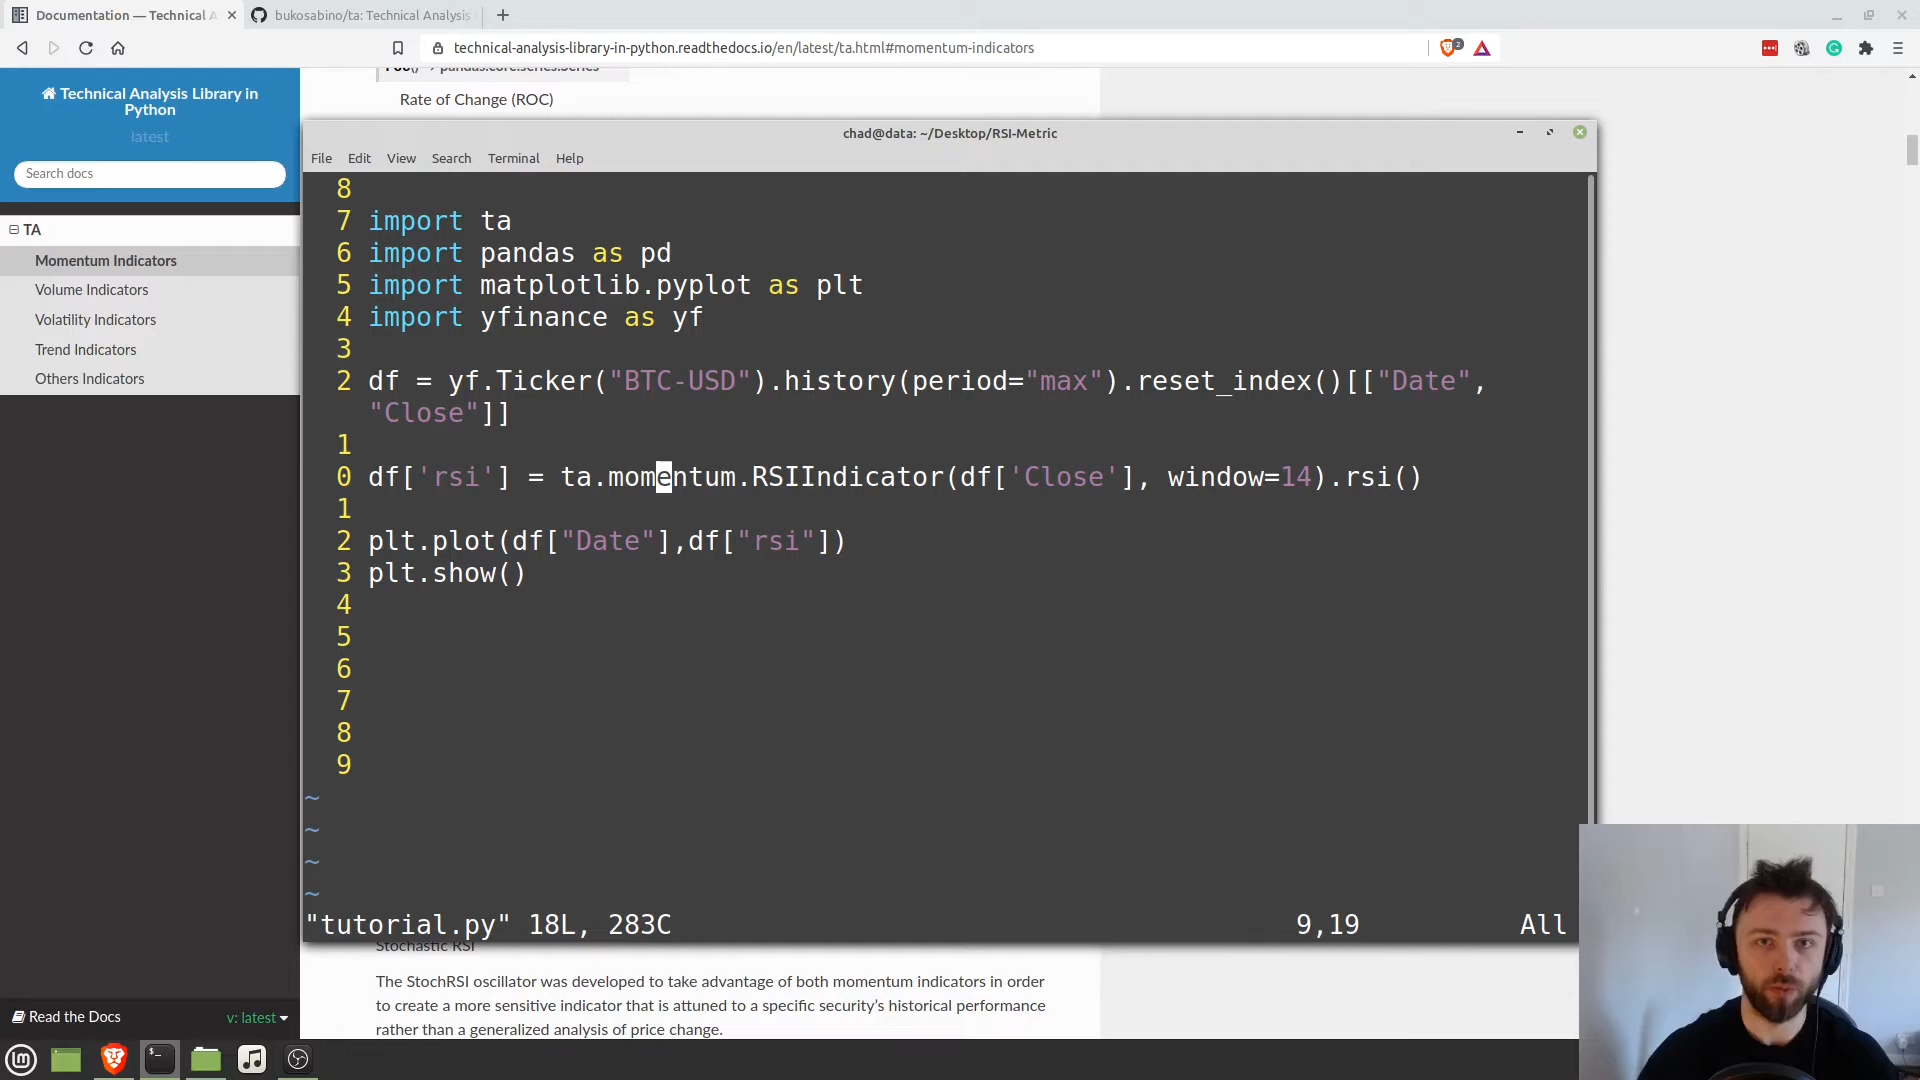 Documentation — Technical A
bukosabino/ta: Technical Analysis
technical-analysis-library-in-python.readthedocs.io/en/latest/ta.html#momentum-indicators
2
Technical Analysis Library in
Python
latest
Search docs
TA
Momentum Indicators
Volume Indicators
Volatility Indicators
Trend Indicators
Others Indicators
Read the Docs
v: latest
Rate of Change (ROC)
chad@data: ~/Desktop/RSI-Metric
File Edit View Search Terminal Help
8
7 import ta
6 import pandas as pd
5 import matplotlib.pyplot as plt
4 import yfinance as yf
3
2 df = yf.Ticker("BTC-USD").history(period="max").reset_index()[["Date",
"Close"]]
1
0 df['rsi'] = ta.momentum.RSIIndicator(df['Close'], window=14).rsi()
1
2 plt.plot(df["Date"],df["rsi"])
3 plt.show()
4
5
6
7
8
9
~
~
~
~
"tutorial.py" 18L, 283C 9,19 All
Stochastic RSI
The StochRSI oscillator was developed to take advantage of both momentum indicators in order
to create a more sensitive indicator that is attuned to a specific security's historical performance
rather than a generalized analysis of price change.